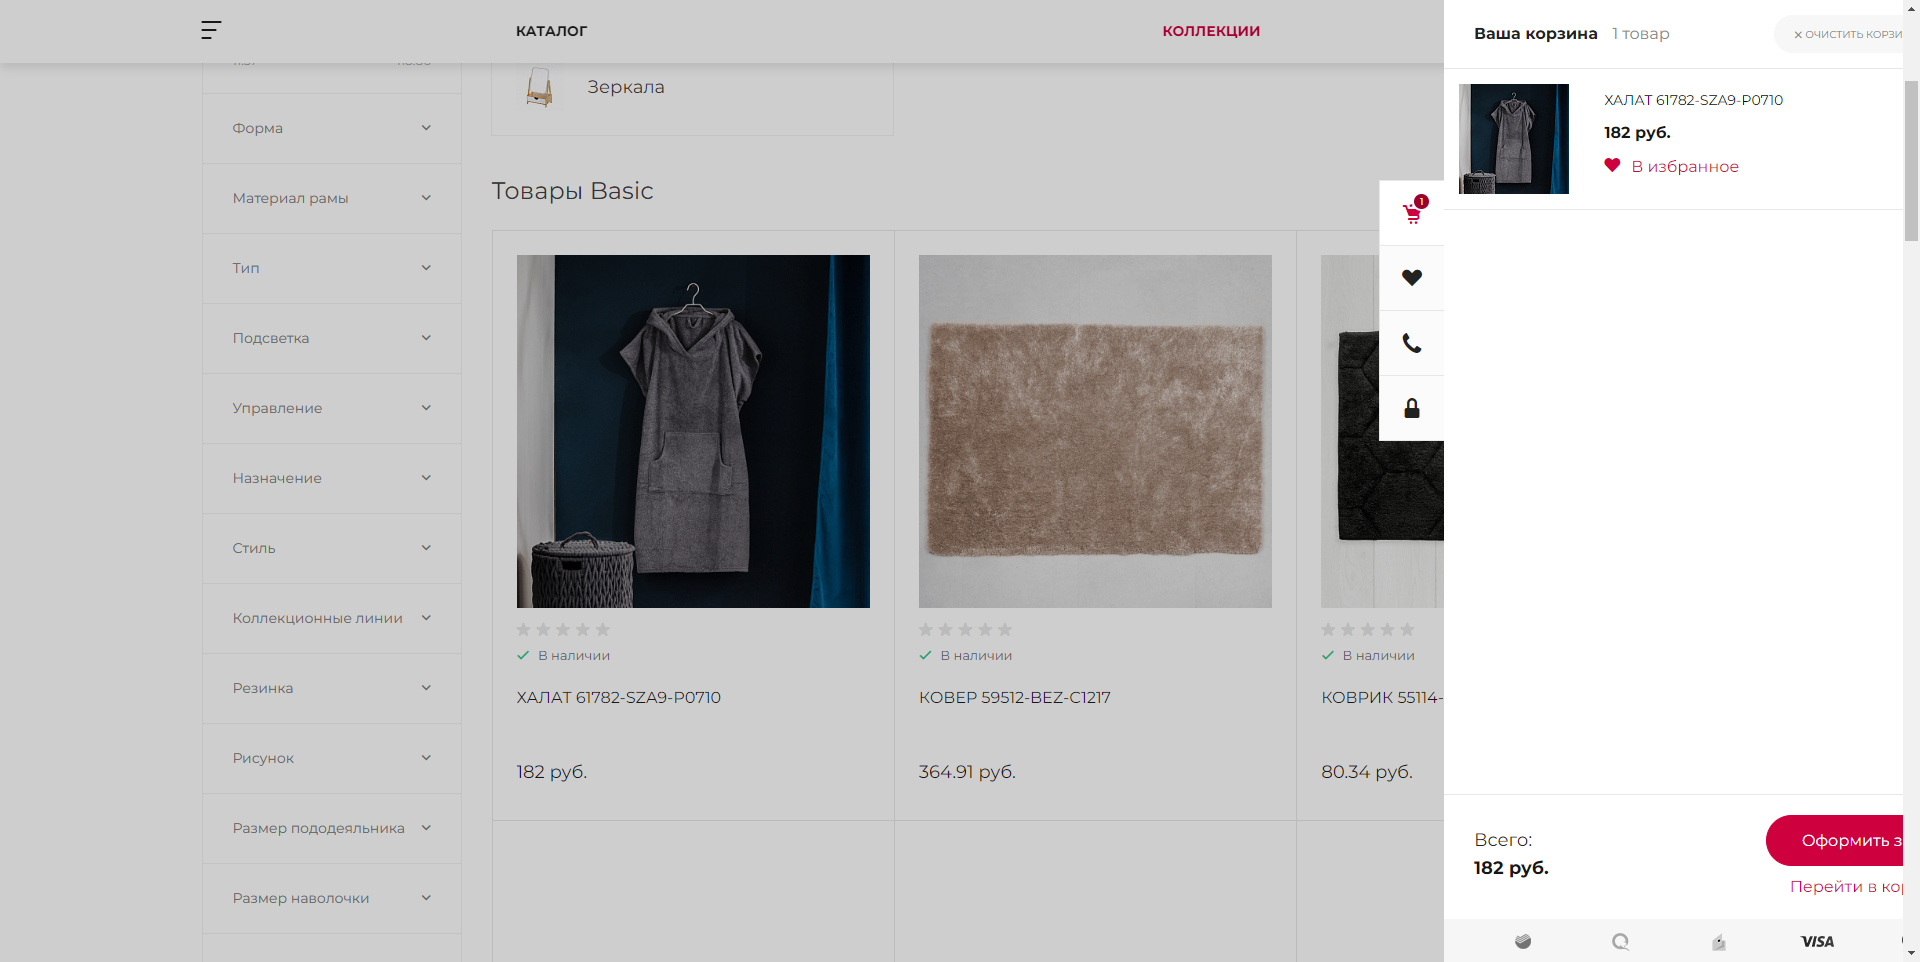 КАТАЛОГ
КОЛЛЕКЦИИ
Зеркала
Форма
Материал рамы
Тип
Подсветка
Управление
Назначение
Стиль
Коллекционные линии
Резинка
Рисунок
Размер пододеяльника
Размер наволочки
Товары Basic
В наличии
ХАЛАТ 61782-SZA9-P0710
182 руб.
В наличии
КОВЕР 59512-BEZ-C1217
364.91 руб.
В наличии
КОВРИК 55114-
80.34 руб.
1
Ваша корзина 1 товар
× ОЧИСТИТЬ КОРЗИ
ХАЛАТ 61782-SZA9-P0710
182 руб.
В избранное
Всего:
182 руб.
Оформить з
Перейти в кор
VISA